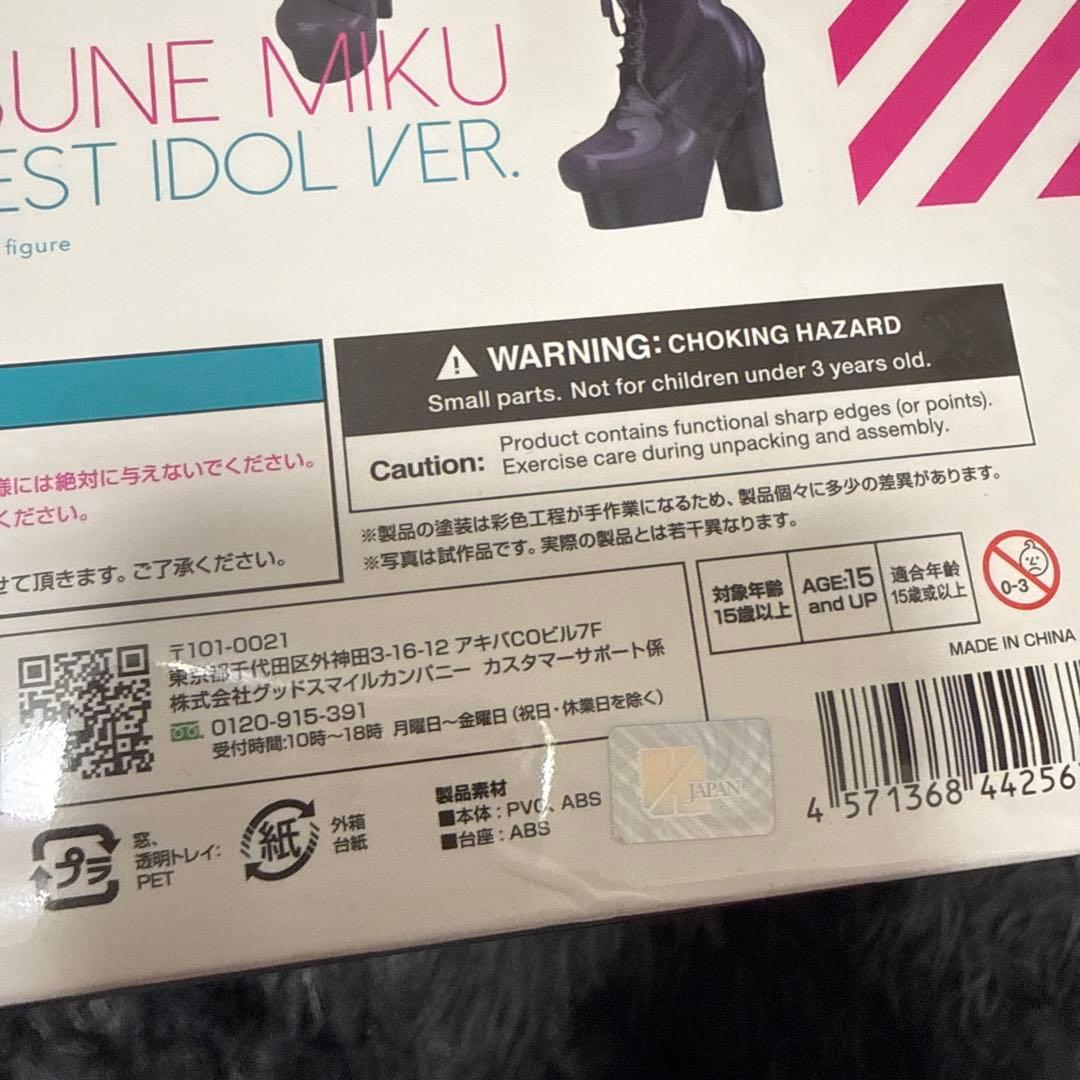 SUNE MIKU
EST IDOL VER.
figure
WARNING: CHOKING HAZARD
Small parts. Not for children under 3 years old.
Caution: Product contains functional sharp edges (or points).
Exercise care during unpacking and assembly.
様には絶対に与えないでください。
ください。
せて頂きます。ご了承ください。
※製品の塗装は彩色工程が手作業になるため、製品個々に多少の差異があります。
※写真は試作品です。実際の製品とは若干異なります。
対象年齢
15歳以上
AGE:15
and UP
適合年齡
15歲或以上
0-3
MADE IN CHINA
〒101-0021
東京都千代田区外神田3-16-12 アキバCOビル7F
株式会社グッドスマイルカンパニー カスタマーサポート係
0120-915-391
受付時間:10時〜18時 月曜日〜金曜日(祝日・休業日を除く)
プラ
窓、
透明トレイ:
PET
紙
外箱
台紙
製品素材
■本体:PVC、ABS
■台座:ABS
JAPAN
4 571368 44256